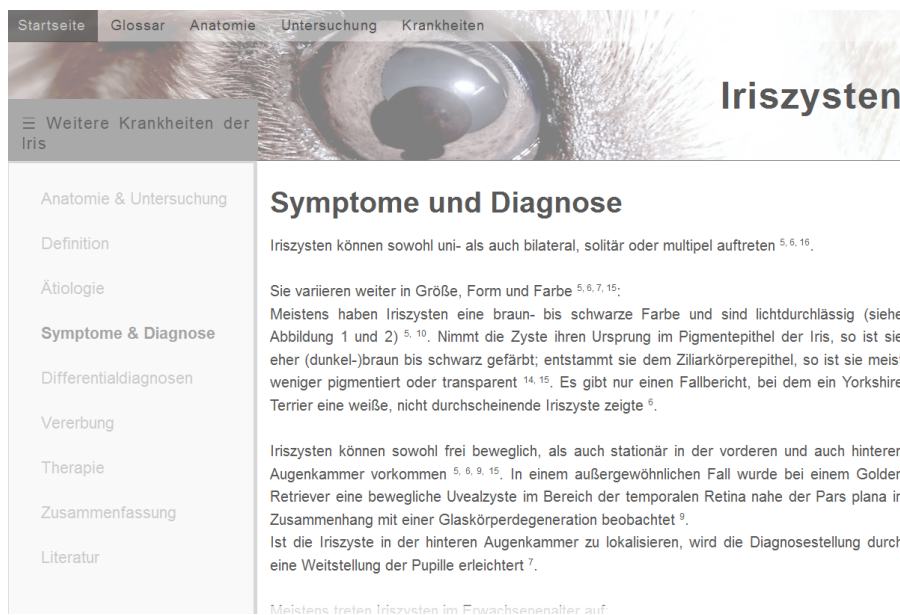 Startseite Glossar Anatomie Untersuchung Krankheiten
Iriszysten
☰ Weitere Krankheiten der
Iris
Anatomie & Untersuchung
Definition
Ätiologie
Symptome & Diagnose
Differentialdiagnosen
Vererbung
Therapie
Zusammenfassung
Literatur
Symptome und Diagnose
Iriszysten können sowohl uni- als auch bilateral, solitär oder multipel auftreten 5, 6, 16.
Sie variieren weiter in Größe, Form und Farbe 5, 6, 7, 15:
Meistens haben Iriszysten eine braun- bis schwarze Farbe und sind lichtdurchlässig (siehe
Abbildung 1 und 2) 5, 10. Nimmt die Zyste ihren Ursprung im Pigmentepithel der Iris, so ist sie
eher (dunkel-)braun bis schwarz gefärbt; entstammt sie dem Ziliarkörperepithel, so ist sie meist
weniger pigmentiert oder transparent 14, 15. Es gibt nur einen Fallbericht, bei dem ein Yorkshire
Terrier eine weiße, nicht durchscheinende Iriszyste zeigte 6.
Iriszysten können sowohl frei beweglich, als auch stationär in der vorderen und auch hinteren
Augenkammer vorkommen 5, 6, 9, 15. In einem außergewöhnlichen Fall wurde bei einem Golden
Retriever eine bewegliche Uvealzyste im Bereich der temporalen Retina nahe der Pars plana in
Zusammenhang mit einer Glaskörperdegeneration beobachtet 9.
Ist die Iriszyste in der hinteren Augenkammer zu lokalisieren, wird die Diagnosestellung durch
eine Weitstellung der Pupille erleichtert 7.
Meistens treten Iriszysten im Erwachsenenalter auf: